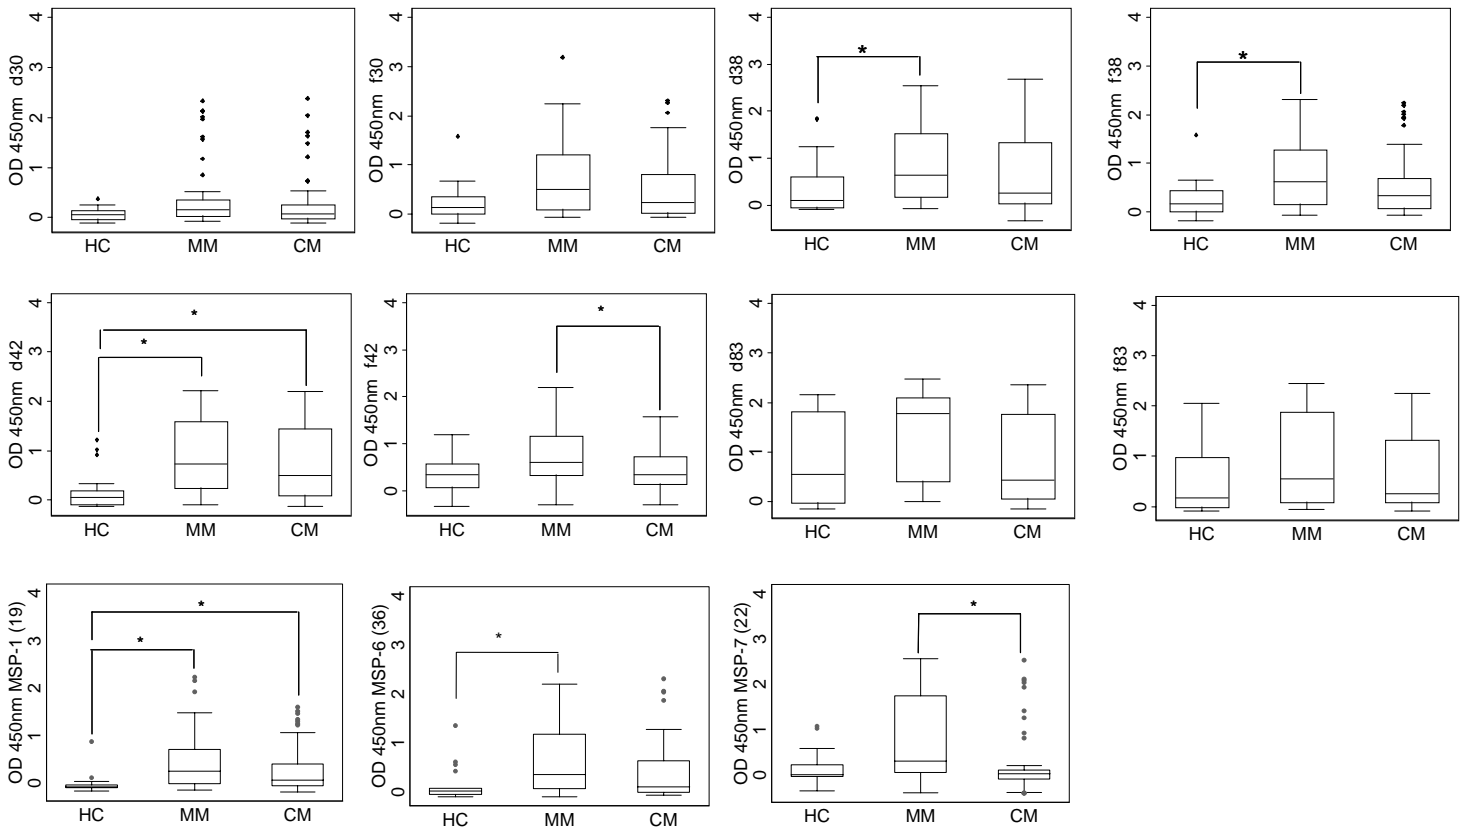 OD 450nm d30
4
3
2
1
0
HC MM CM
OD 450nm f30
4
3
2
1
0
HC MM CM
OD 450nm d38
4
3
2
1
0
*
HC MM CM
OD 450nm f38
4
3
2
1
0
*
HC MM CM
OD 450nm d42
4
3
2
1
0
*
*
HC MM CM
OD 450nm f42
4
3
2
1
0
*
HC MM CM
OD 450nm d83
4
3
2
1
0
HC MM CM
OD 450nm f83
4
3
2
1
0
HC MM CM
OD 450nm MSP-1 (19)
4
3
2
1
0
*
*
HC MM CM
OD 450nm MSP-6 (36)
4
3
2
1
0
*
HC MM CM
OD 450nm MSP-7 (22)
4
3
2
1
0
*
HC MM CM